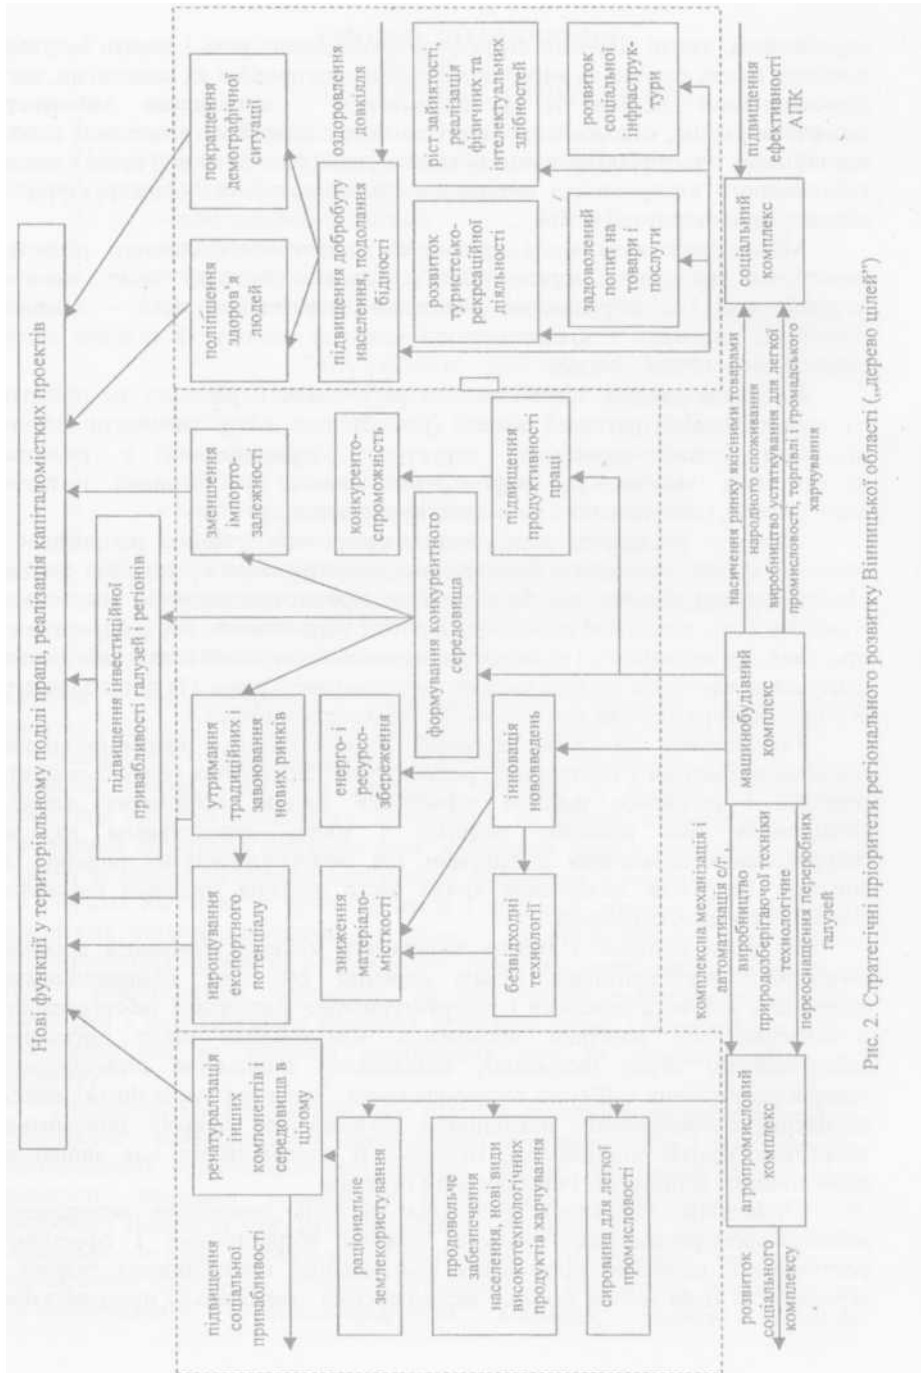 Нові функції у територіальному поділі праці, реалізація капіталомістких проектів
підвищення інвестиційної
привабливості галузей і регіонів
підвищення
соціальної
привабливості
ренатуралізація
інших
компонентів і
середовища в
цілому
нарощування
експортного
потенціалу
утримання
традиційних і
завоювання
нових ринків
зменшення
імпорто-
залежності
поліпшення
здоров'я
людей
покращення
демографічної
ситуації
раціональне
землекористування
зниження
матеріало-
місткості
енерго- і
ресурсо-
збереження
формування конкурентного
середовища
конкуренто-
спроможність
підвищення добробуту
населення, подолання
бідності
оздоровлення
довкілля
продовольче
забезпечення
населення, нові види
високотехнологічних
продуктів харчування
розвиток
туристсько-
рекреаційної
діяльності
ріст зайнятості,
реалізація
фізичних та
інтелектуальних
здібностей
безвідходні
технології
інновація
нововведень
підвищення
продуктивності
праці
сировина для легкої
промисловості
задоволений
попит на
товари і
послуги
розвиток
соціальної
інфраструк-
тури
розвиток
соціального
комплексу
агропромисловий
комплекс
комплексна механізація і
автоматизація с/г,
виробництво
природозберігаючої техніки
технологічне
переоснащення переробних
галузей
машинобудівний
комплекс
насичення ринку якісними товарами
народного споживання
виробництво устаткування для легкої
промисловості, торгівлі і громадського
харчування
соціальний
комплекс
підвищення
ефективності
АПК
Рис. 2. Стратегічні пріоритети регіонального розвитку Вінницької області („дерево цілей”)